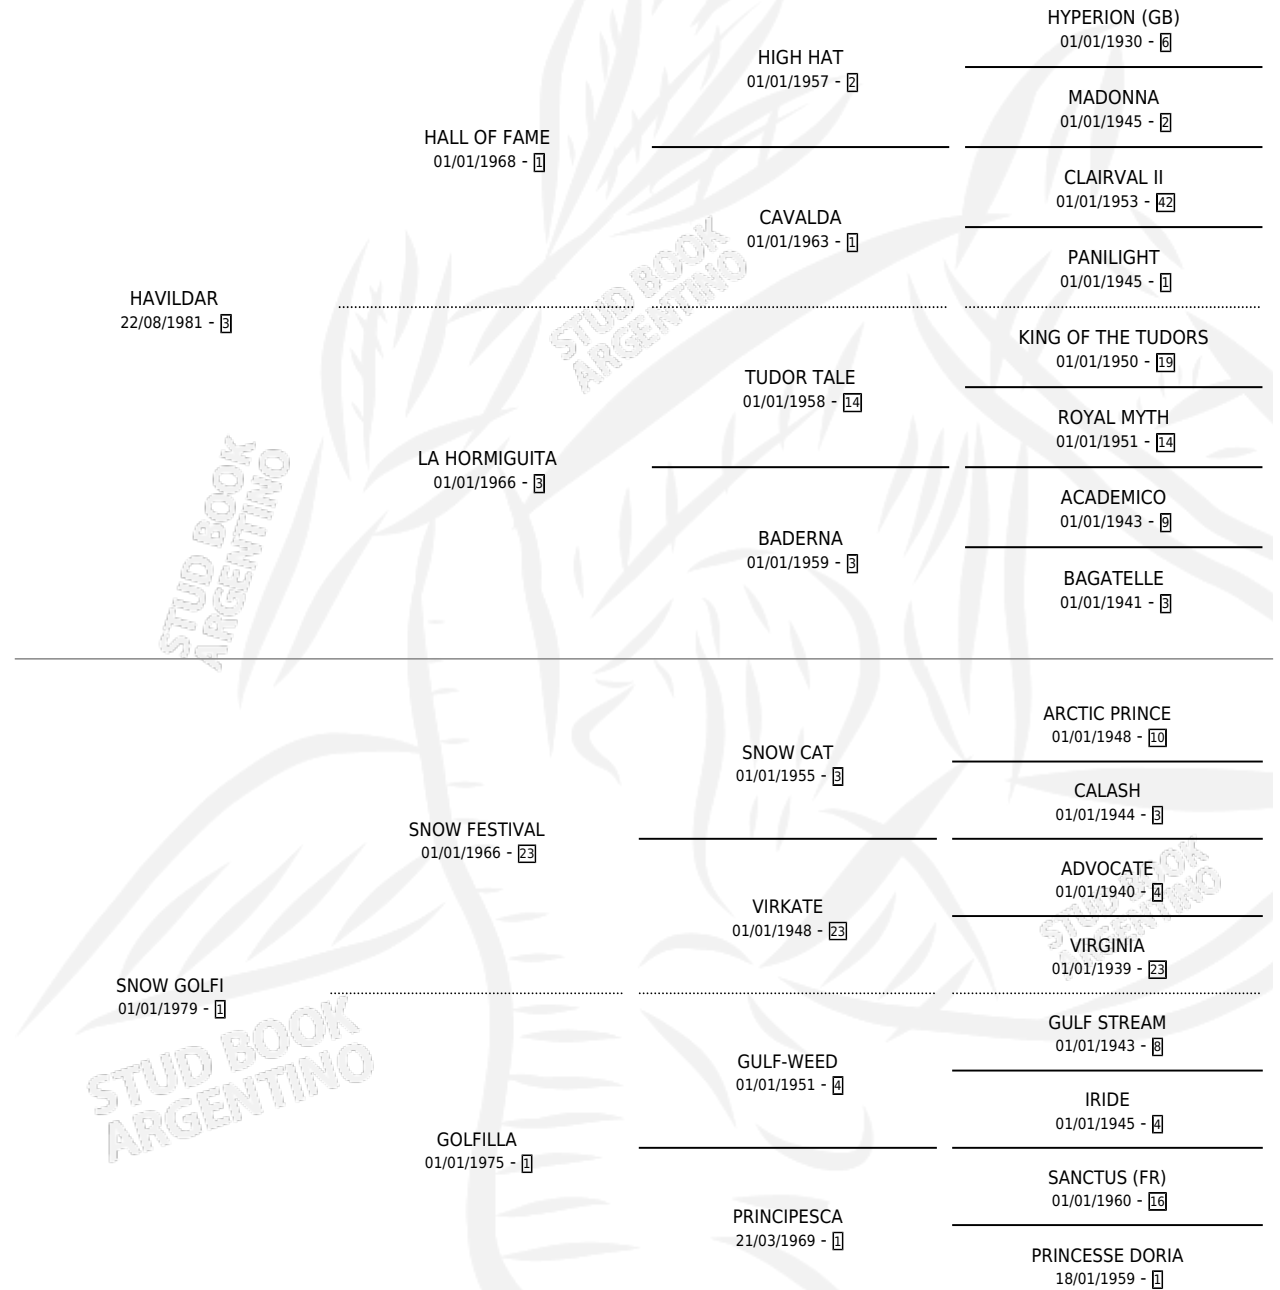 HYPERION (GB)
01/01/1930 - 6
HIGH HAT
01/01/1957 - 2
MADONNA
01/01/1945 - 2
HALL OF FAME
01/01/1968 - 1
CLAIRVAL II
01/01/1953 - 42
CAVALDA
01/01/1963 - 1
PANILIGHT
01/01/1945 - 1
HAVILDAR
22/08/1981 - 3
KING OF THE TUDORS
01/01/1950 - 19
TUDOR TALE
01/01/1958 - 14
ROYAL MYTH
01/01/1951 - 14
LA HORMIGUITA
01/01/1966 - 3
ACADEMICO
01/01/1943 - 9
BADERNA
01/01/1959 - 3
BAGATELLE
01/01/1941 - 3
ARCTIC PRINCE
01/01/1948 - 10
SNOW CAT
01/01/1955 - 3
CALASH
01/01/1944 - 3
SNOW FESTIVAL
01/01/1966 - 23
ADVOCATE
01/01/1940 - 4
VIRKATE
01/01/1948 - 23
VIRGINIA
01/01/1939 - 23
SNOW GOLFI
01/01/1979 - 1
GULF STREAM
01/01/1943 - 8
GULF-WEED
01/01/1951 - 4
IRIDE
01/01/1945 - 4
GOLFILLA
01/01/1975 - 1
SANCTUS (FR)
01/01/1960 - 16
PRINCIPESCA
21/03/1969 - 1
PRINCESSE DORIA
18/01/1959 - 1
STUD BOOK
ARGENTINO
STUD BOOK
ARGENTINO
STUD BOOK
ARGENTINO
STUD BOOK
ARGENTINO